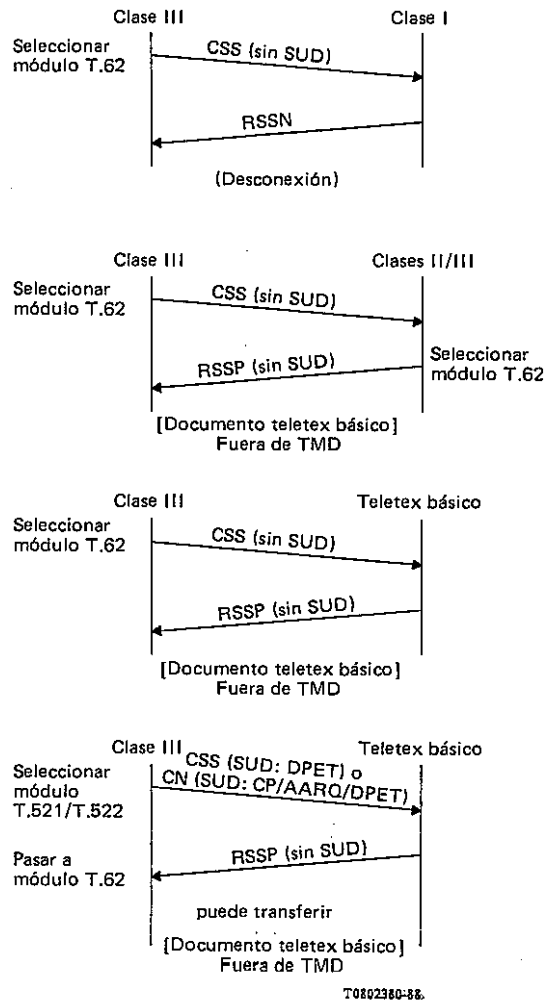 Clase III Clase I
Seleccionar
módulo T.62
CSS (sin SUD)
RSSN
(Desconexión)
Clase III Clases II/III
Seleccionar
módulo T.62
CSS (sin SUD)
RSSP (sin SUD)
Seleccionar
módulo T.62
[Documento teletex básico]
Fuera de TMD
Clase III Teletex básico
Seleccionar
módulo T.62
CSS (sin SUD)
RSSP (sin SUD)
[Documento teletex básico]
Fuera de TMD
Clase III Teletex básico
Seleccionar
módulo
T.521/T.522
CSS (SUD: DPET) o
CN (SUD: CP/AARQ/DPET)
Pasar a
módulo T.62
RSSP (sin SUD)
puede transferir
[Documento teletex básico]
Fuera de TMD
T0802380-88